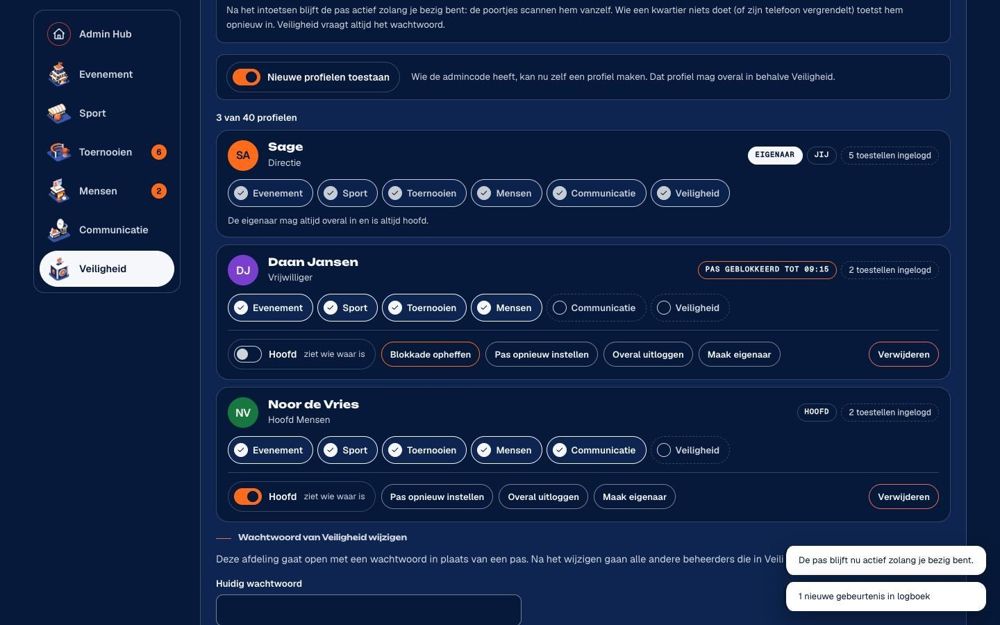 Admin Hub
Evenement
Sport
Toernooien 6
Mensen 2
Communicatie
Veiligheid
Na het intoetsen blijft de pas actief zolang je bezig bent: de poortjes scannen hem vanzelf. Wie een kwartier niets doet (of zijn telefoon vergrendelt) toetst hem
opnieuw in. Veiligheid vraagt altijd het wachtwoord.
Nieuwe profielen toestaan
Wie de admincode heeft, kan nu zelf een profiel maken. Dat profiel mag overal in behalve Veiligheid.
3 van 40 profielen
SA
Sage
Directie
EIGENAAR JIJ 5 toestellen ingelogd
Evenement Sport Toernooien Mensen Communicatie Veiligheid
De eigenaar mag altijd overal in en is altijd hoofd.
DJ
Daan Jansen
Vrijwilliger
PAS GEBLOKKEERD TOT 09:15 2 toestellen ingelogd
Evenement Sport Toernooien Mensen Communicatie Veiligheid
Hoofd ziet wie waar is Blokkade opheffen Pas opnieuw instellen Overal uitloggen Maak eigenaar Verwijderen
NV
Noor de Vries
Hoofd Mensen
HOOFD 2 toestellen ingelogd
Evenement Sport Toernooien Mensen Communicatie Veiligheid
Hoofd ziet wie waar is Pas opnieuw instellen Overal uitloggen Maak eigenaar Verwijderen
Wachtwoord van Veiligheid wijzigen
Deze afdeling gaat open met een wachtwoord in plaats van een pas. Na het wijzigen gaan alle andere beheerders die in Veili
Huidig wachtwoord
De pas blijft nu actief zolang je bezig bent.
1 nieuwe gebeurtenis in logboek